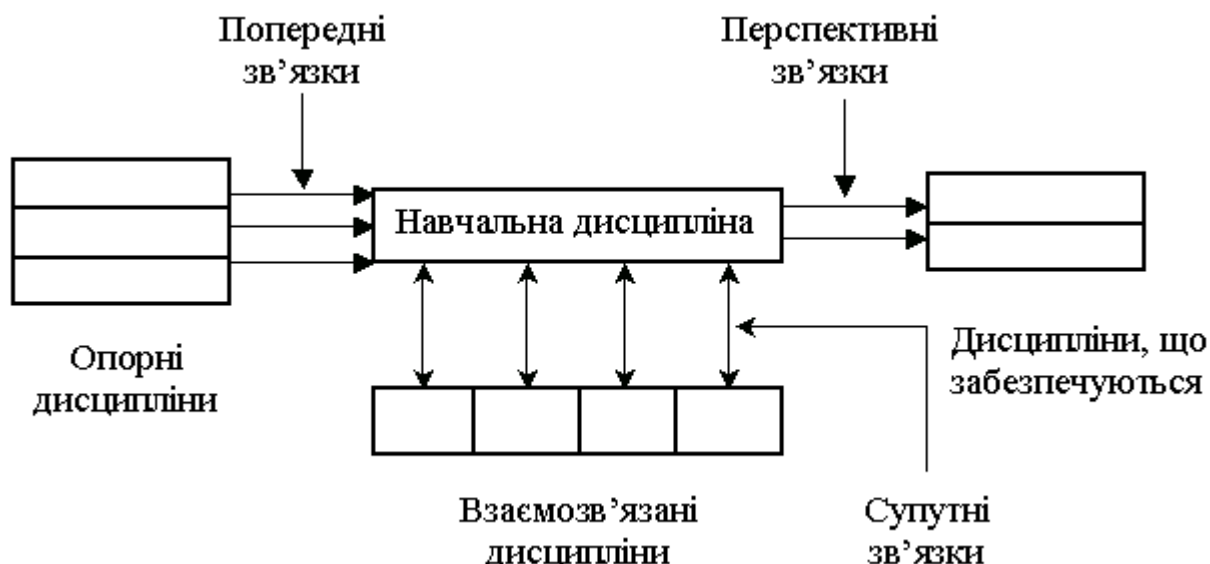 Попередні
зв’язки
Перспективні
зв’язки
Навчальна дисципліна
Опорні
дисципліни
Дисципліни, що
забезпечуються
Взаємозв’язані
дисципліни
Супутні
зв’язки